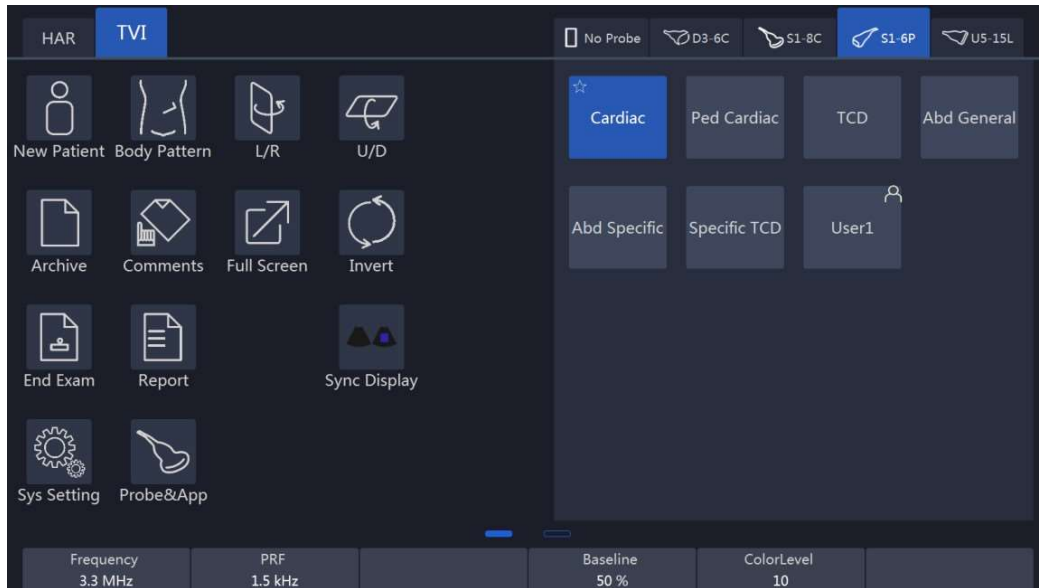 HAR TVI
No Probe D3-6C S1-8C S1-6P U5-15L
New Patient Body Pattern L/R U/D
Cardiac Ped Cardiac TCD Abd General
Archive Comments Full Screen Invert
Abd Specific Specific TCD User1
End Exam Report Sync Display
Sys Setting Probe&App
Frequency PRF Baseline ColorLevel
3.3 MHz 1.5 kHz 50 % 10